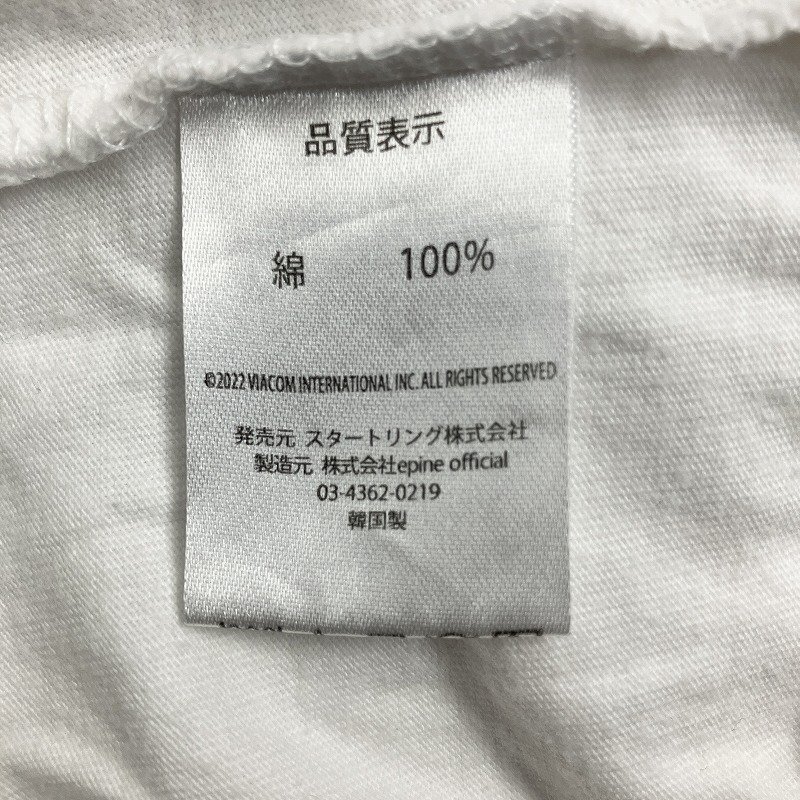 品質表示
綿 100%
©2022 VIACOM INTERNATIONAL INC. ALL RIGHTS RESERVED
発売元 スタートリング株式会社
製造元 株式会社epine official
03-4362-0219
韓国製